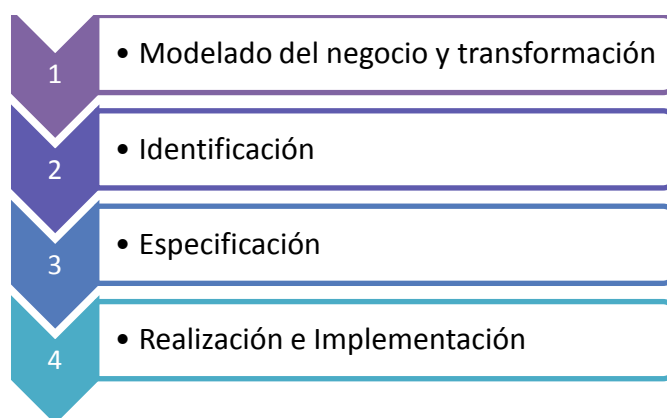 1
• Modelado del negocio y transformación
2
• Identificación
3
• Especificación
4
• Realización e Implementación